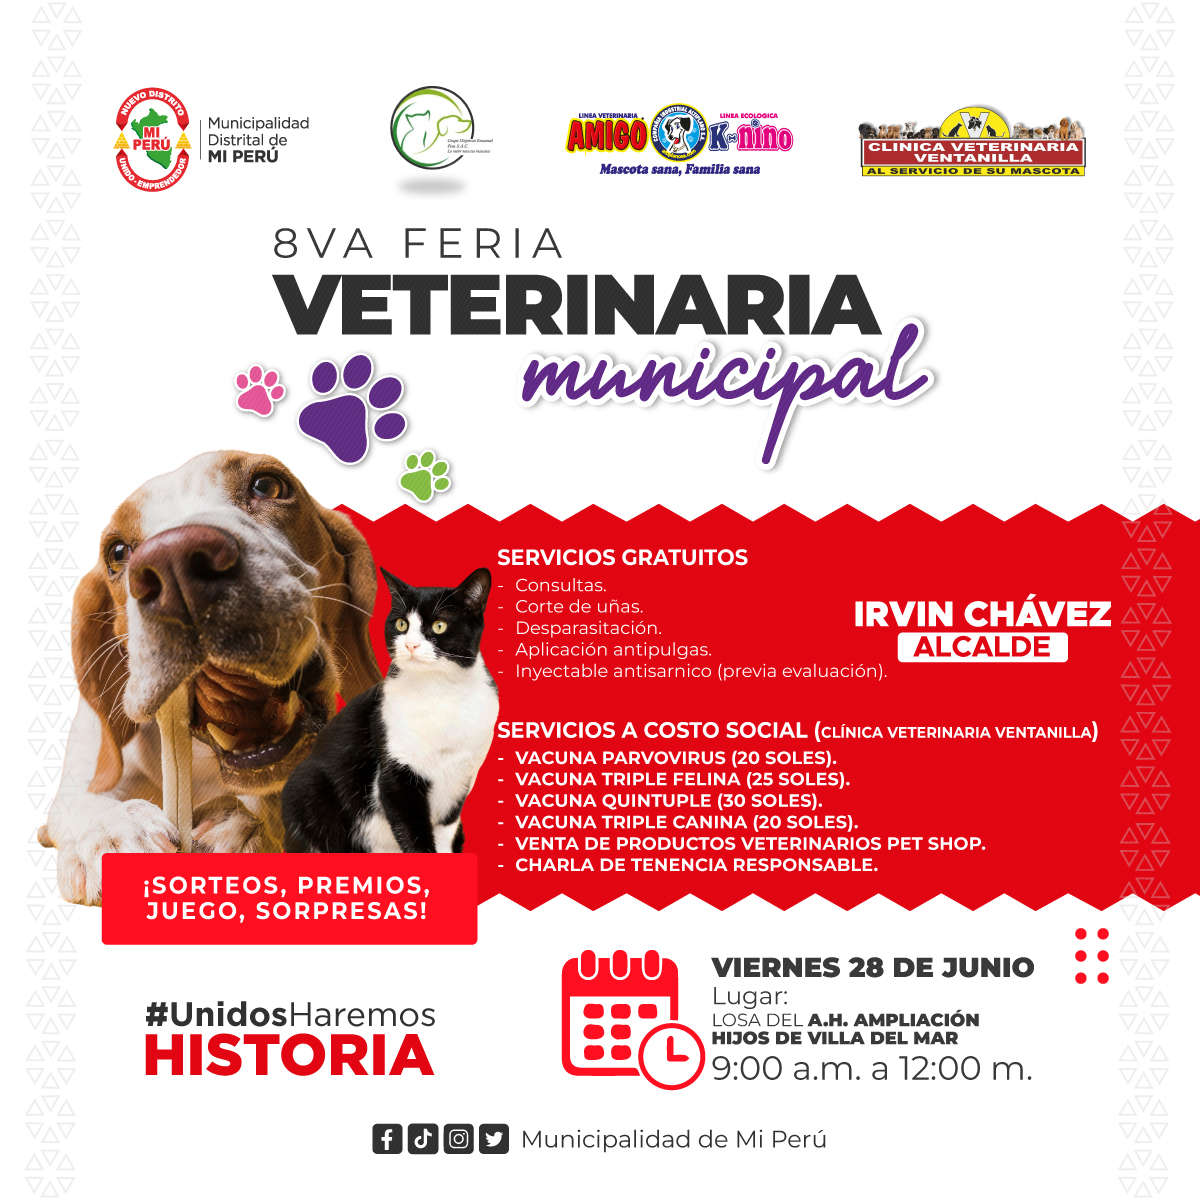 NUEVO DISTRITO
MI
PERÚ
UNIDO - EMPRENDEDOR
Municipalidad
Distrital de
MI PERÚ
LINEA VETERINARIA
LINEA ECOLOGICA
AMIGO
K-nino
Mascota sana, Familia sana
CLINICA VETERINARIA
VENTANILLA
AL SERVICIO DE SU MASCOTA
8VA FERIA
VETERINARIA
municipal
SERVICIOS GRATUITOS
- Consultas.
- Corte de uñas.
- Desparasitación.
- Aplicación antipulgas.
- Inyectable antisarnico (previa evaluación).
IRVIN CHÁVEZ
ALCALDE
SERVICIOS A COSTO SOCIAL (CLÍNICA VETERINARIA VENTANILLA)
- VACUNA PARVOVIRUS (20 SOLES).
- VACUNA TRIPLE FELINA (25 SOLES).
- VACUNA QUINTUPLE (30 SOLES).
- VACUNA TRIPLE CANINA (20 SOLES).
- VENTA DE PRODUCTOS VETERINARIOS PET SHOP.
- CHARLA DE TENENCIA RESPONSABLE.
¡SORTEOS, PREMIOS,
JUEGO, SORPRESAS!
#UnidosHaremos
HISTORIA
VIERNES 28 DE JUNIO
Lugar:
LOSA DEL A.H. AMPLIACIÓN
HIJOS DE VILLA DEL MAR
9:00 a.m. a 12:00 m.
Municipalidad de Mi Perú